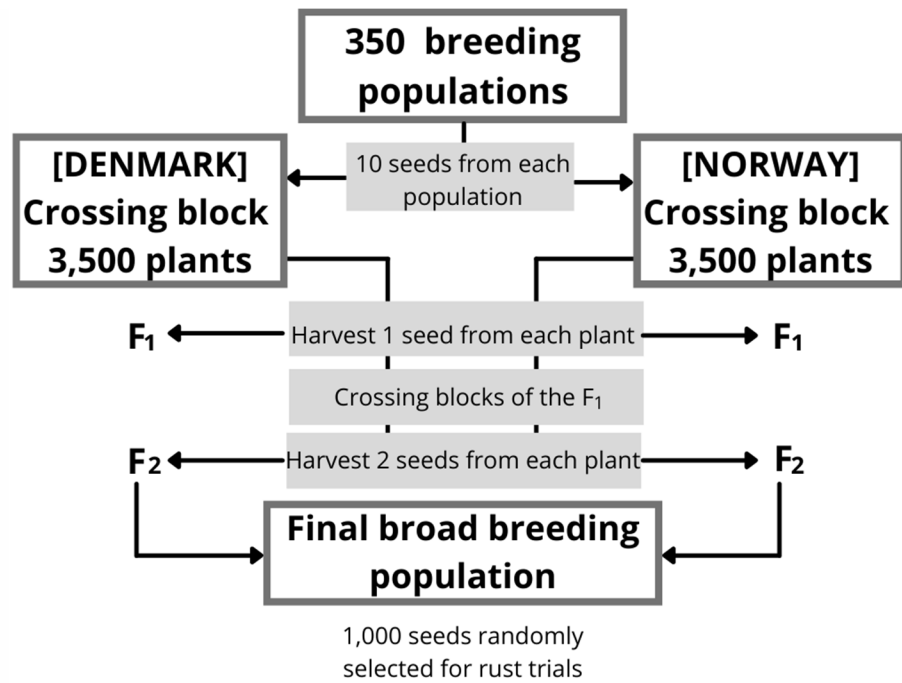 350 breeding
populations
10 seeds from each
population
[DENMARK]
Crossing block
3,500 plants
[NORWAY]
Crossing block
3,500 plants
F₁
Harvest 1 seed from each plant
F₁
Crossing blocks of the F₁
F₂
Harvest 2 seeds from each plant
F₂
Final broad breeding
population
1,000 seeds randomly
selected for rust trials